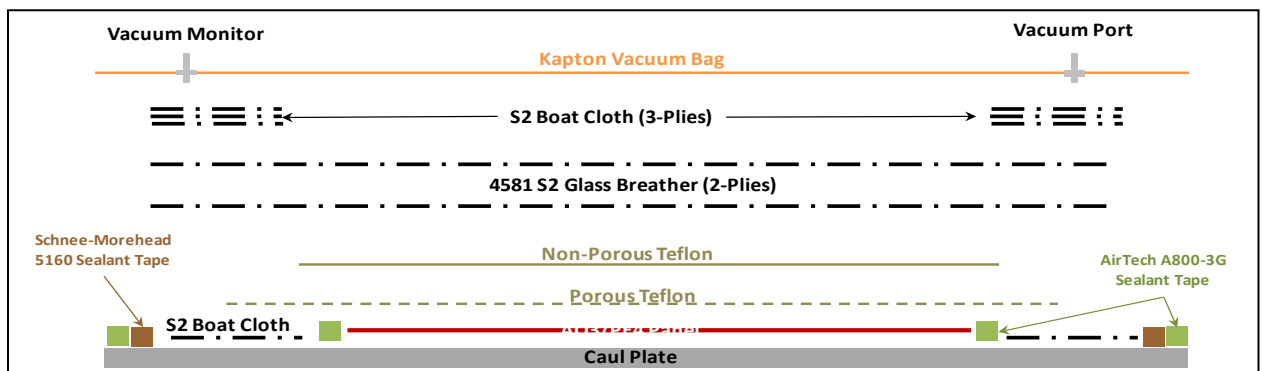 Vacuum Monitor
Vacuum Port
Kapton Vacuum Bag
S2 Boat Cloth (3-Plies)
4581 S2 Glass Breather (2-Plies)
Schnee-Morehead
5160 Sealant Tape
Non-Porous Teflon
AirTech A800-3G
Sealant Tape
Porous Teflon
S2 Boat Cloth
Panel
Caul Plate